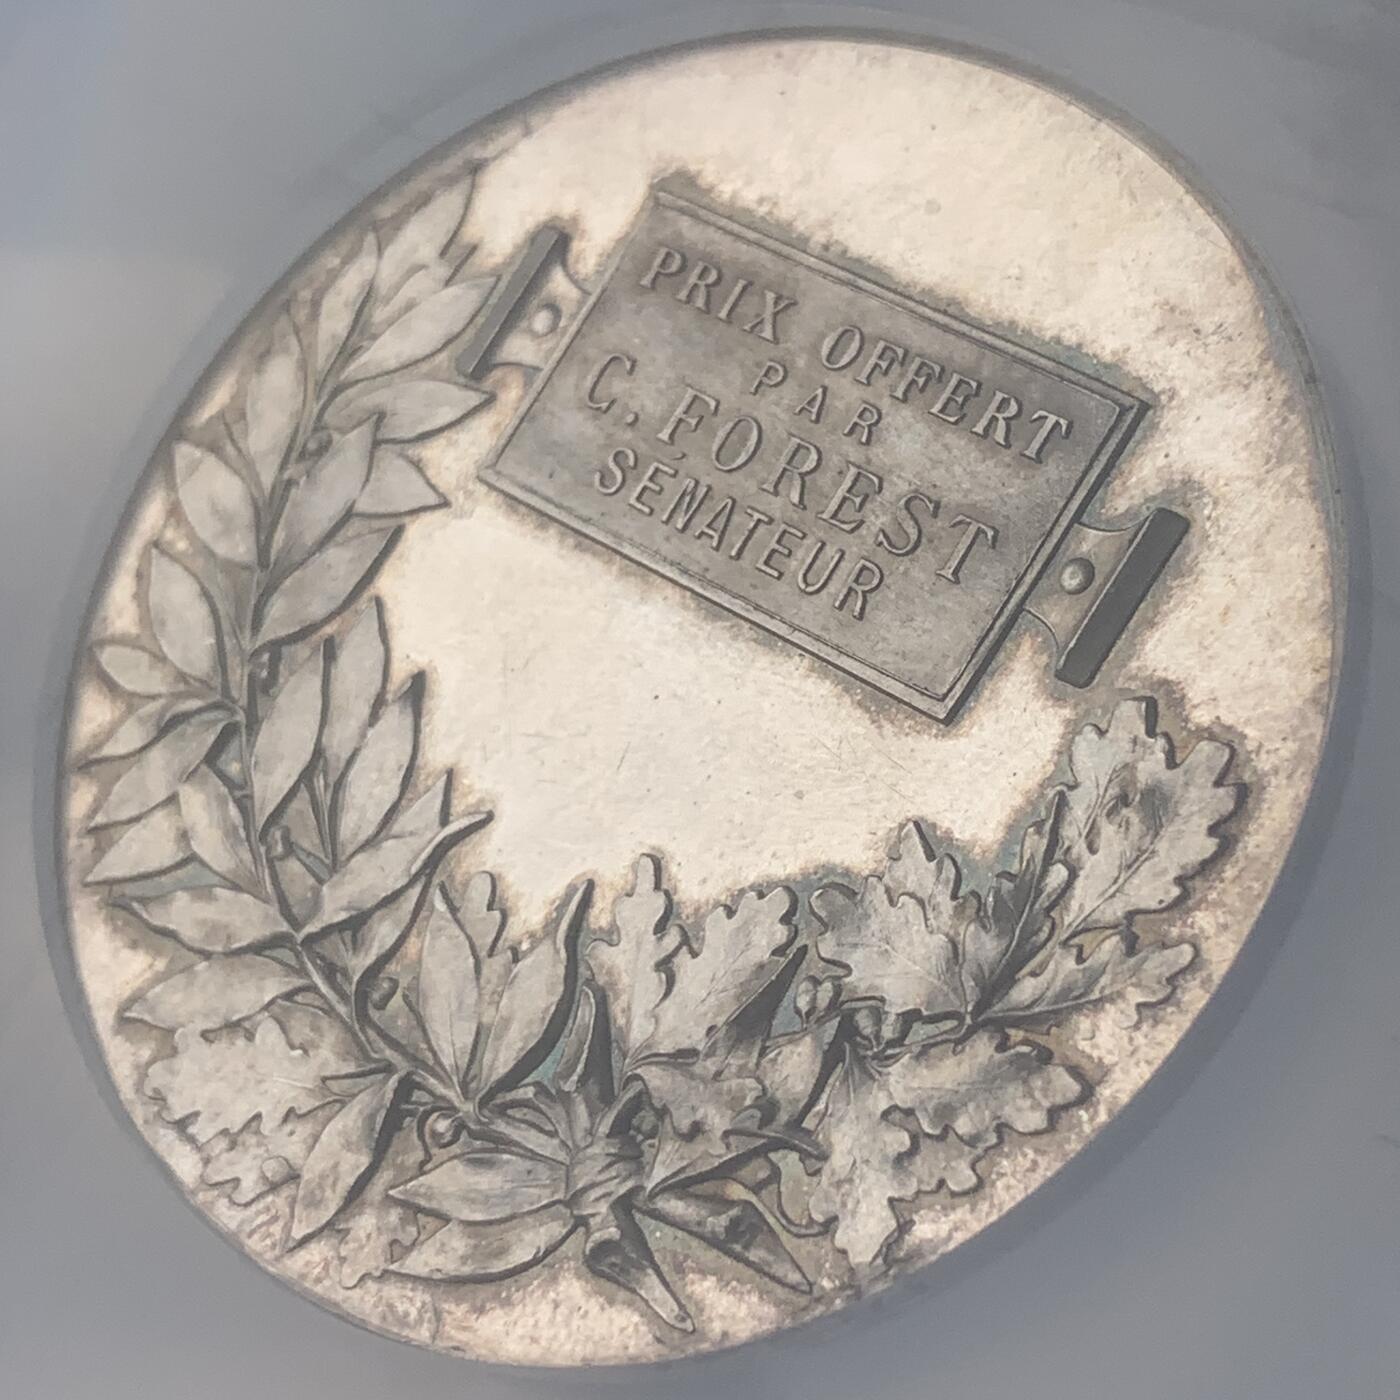 PRIX OFFERT
PAR
C. FOREST
SÉNATEUR